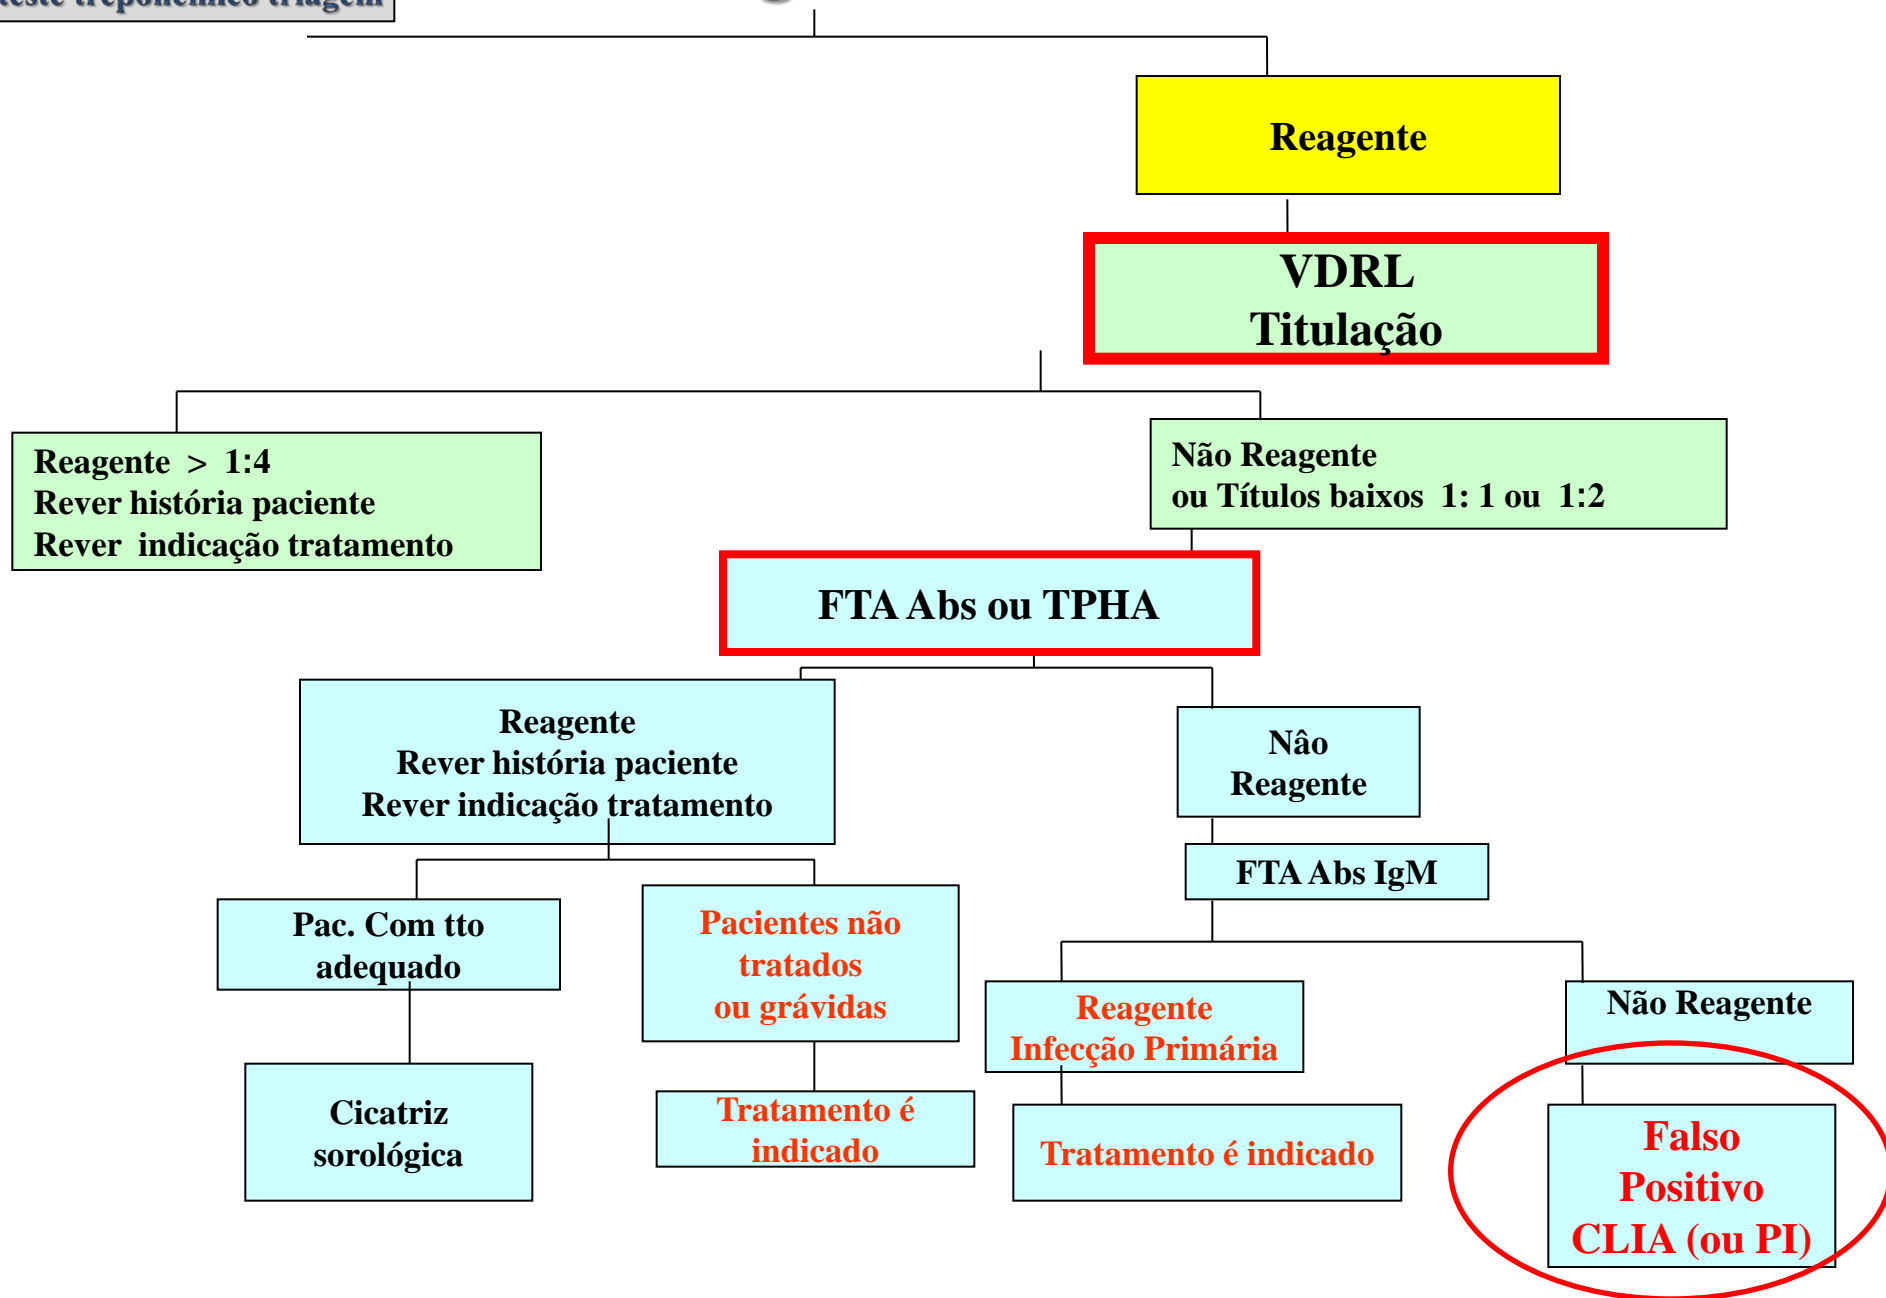 teste treponêmico triagem
Reagente
VDRL
Titulação
Reagente > 1:4
Rever história paciente
Rever indicação tratamento
Não Reagente
ou Títulos baixos 1: 1 ou 1:2
FTA Abs ou TPHA
Reagente
Rever história paciente
Rever indicação tratamento
Nâo
Reagente
FTA Abs IgM
Pac. Com tto
adequado
Pacientes não
tratados
ou grávidas
Reagente
Infecção Primária
Não Reagente
Cicatriz
sorológica
Tratamento é
indicado
Tratamento é indicado
Falso
Positivo
CLIA (ou PI)